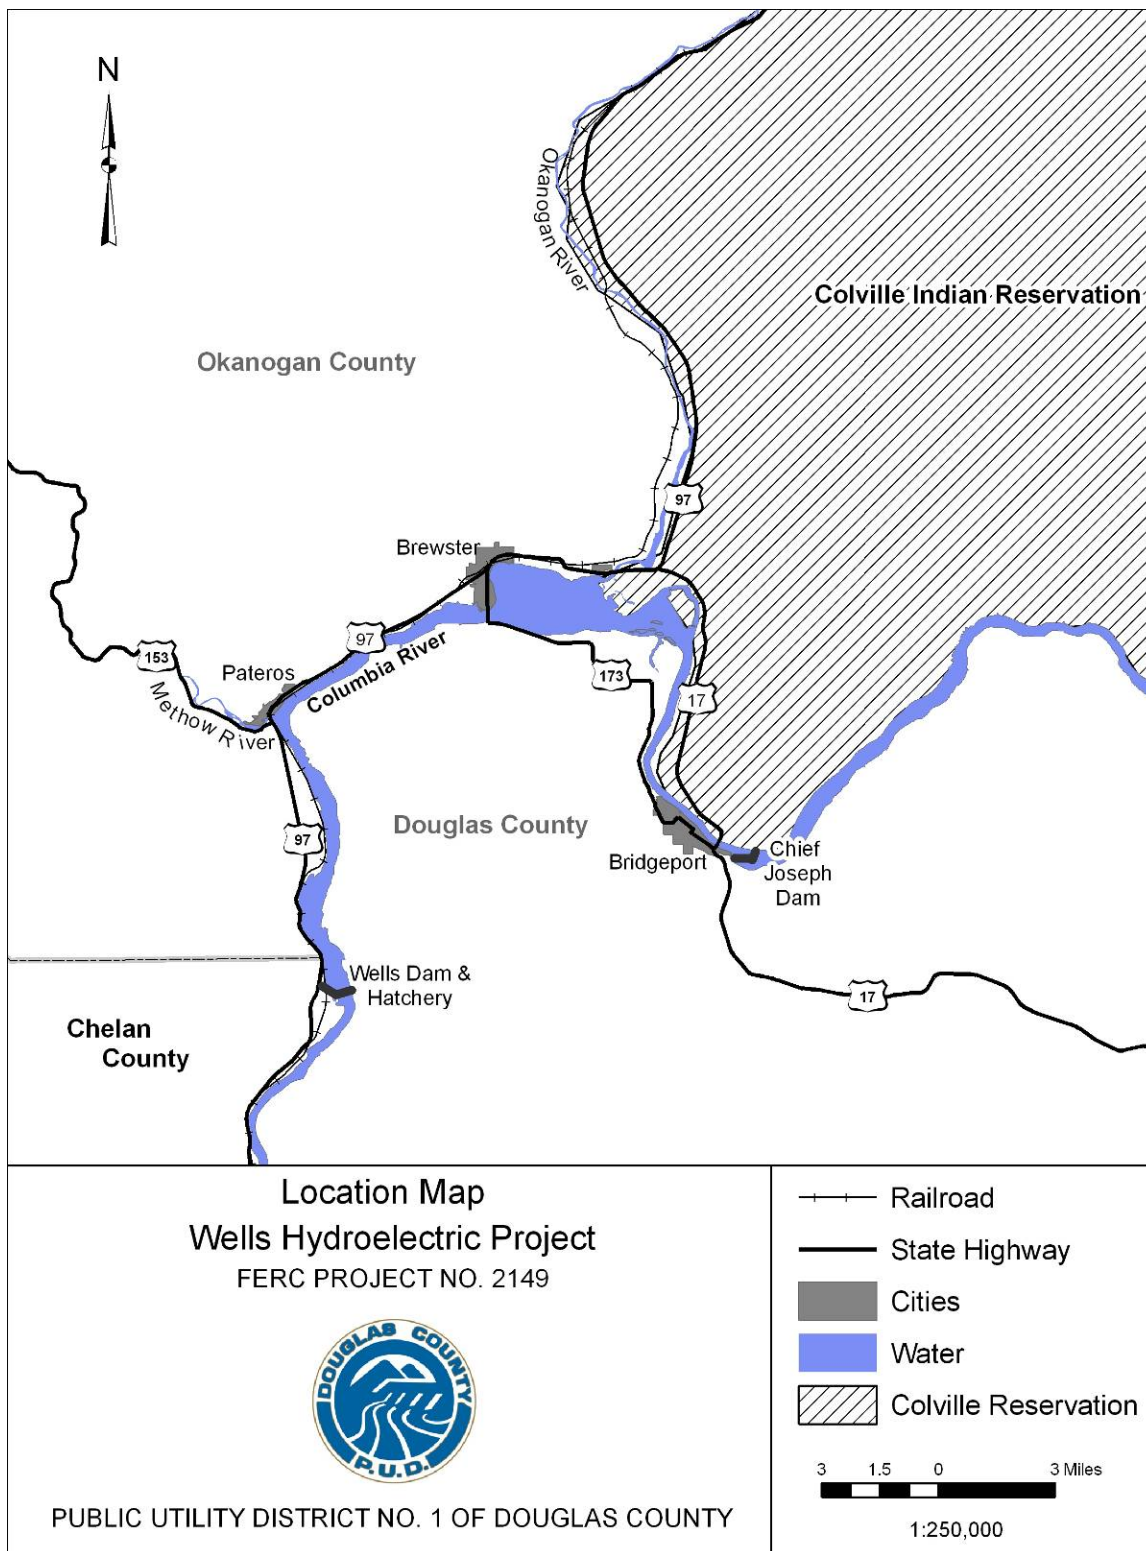 N
Okanogan River
Colville Indian Reservation
Okanogan County
97
Brewster
153
97
Columbia River
173
Pateros
17
Methow River
97
Douglas County
Bridgeport
Chief
Joseph
Dam
Wells Dam &
Hatchery
17
Chelan
County
Location Map
Wells Hydroelectric Project
FERC PROJECT NO. 2149
DOUGLAS COUNTY
P.U.D.
PUBLIC UTILITY DISTRICT NO. 1 OF DOUGLAS COUNTY
Railroad
State Highway
Cities
Water
Colville Reservation
3 1.5 0 3 Miles
1:250,000